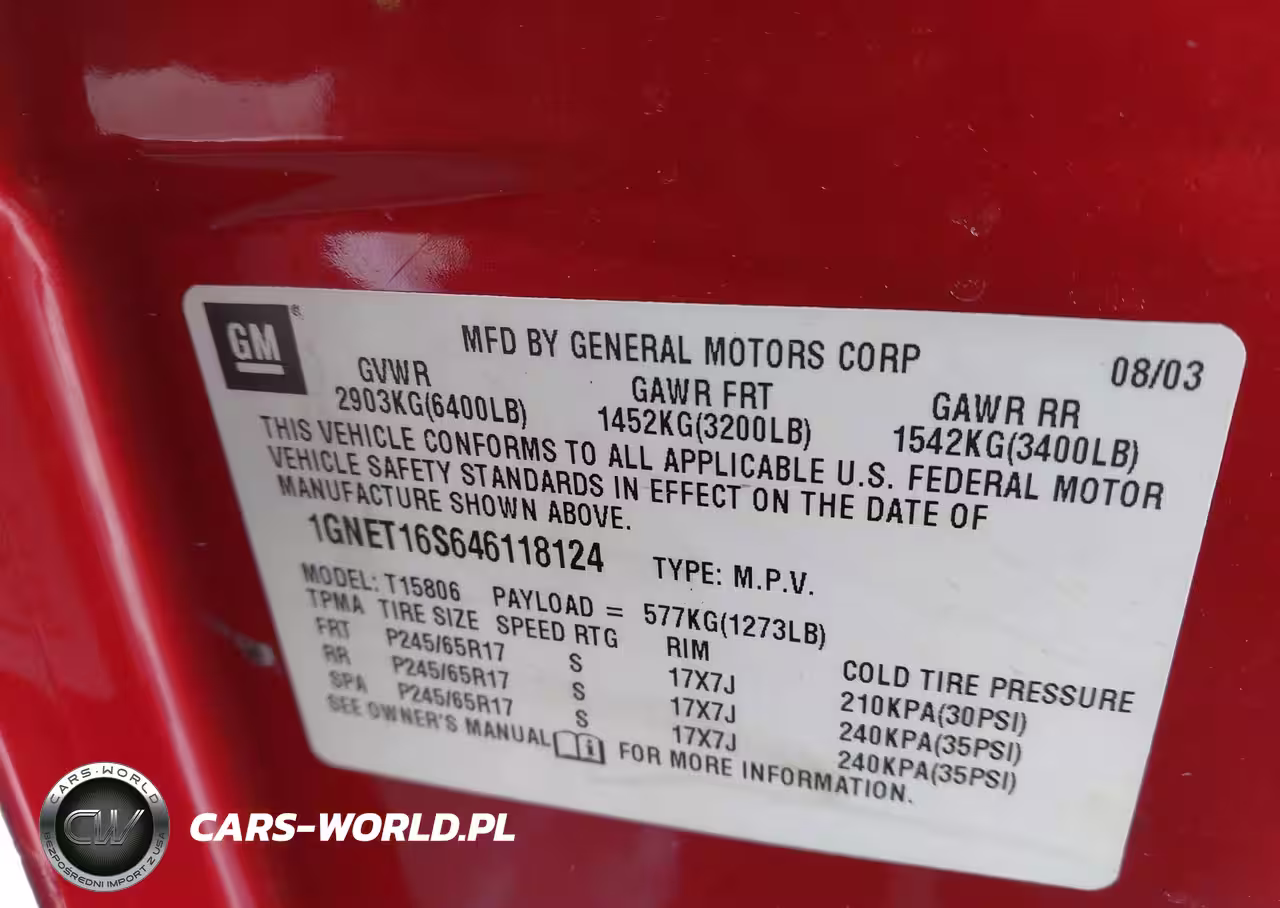 GM®
MFD BY GENERAL MOTORS CORP 08/03
GVWR GAWR FRT GAWR RR
2903KG(6400LB) 1452KG(3200LB) 1542KG(3400LB)
THIS VEHICLE CONFORMS TO ALL APPLICABLE U.S. FEDERAL MOTOR
VEHICLE SAFETY STANDARDS IN EFFECT ON THE DATE OF
MANUFACTURE SHOWN ABOVE.
1GNET16S646118124 TYPE: M.P.V.
MODEL: T15806 PAYLOAD = 577KG(1273LB)
TPMA TIRE SIZE SPEED RTG RIM COLD TIRE PRESSURE
FRT P245/65R17 S 17X7J 210KPA(30PSI)
RR P245/65R17 S 17X7J 240KPA(35PSI)
SPA P245/65R17 S 17X7J 240KPA(35PSI)
SEE OWNER'S MANUAL i FOR MORE INFORMATION.
CARS-WORLD
CW
BEZPOŚREDNI IMPORT Z USA
CARS-WORLD.PL